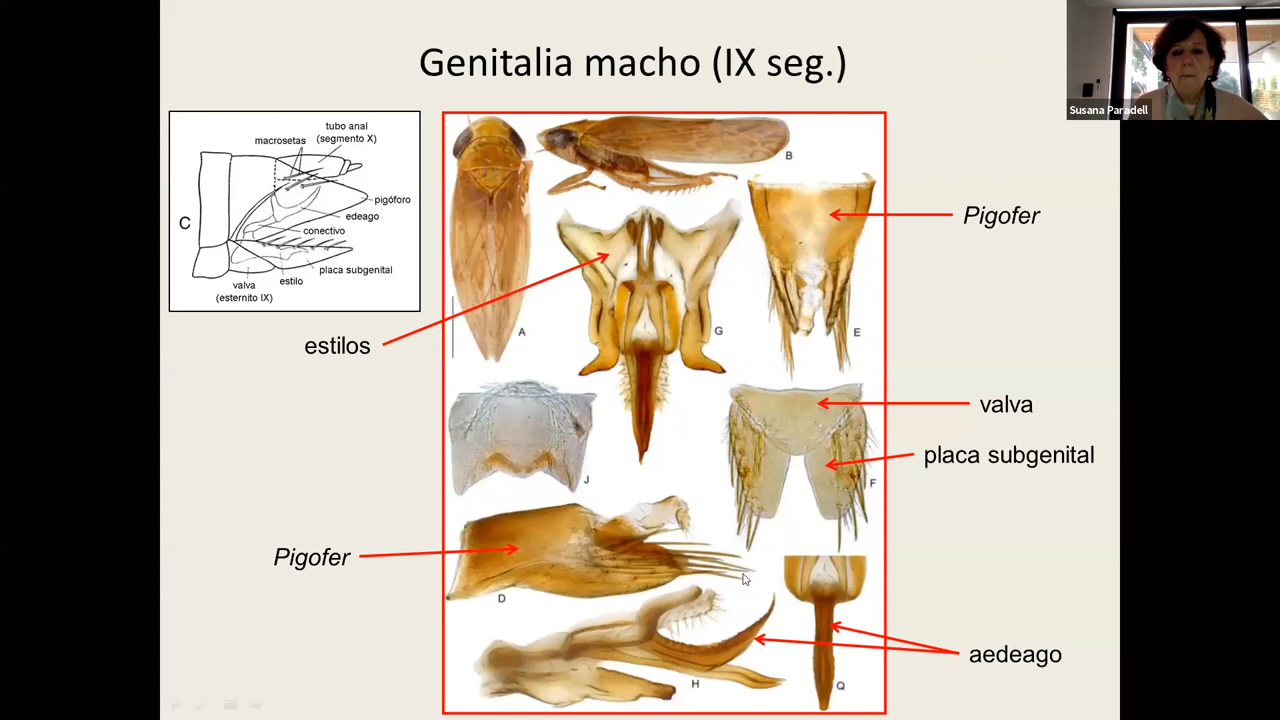 Genitalia macho (IX seg.)
Susana Paradell
tubo anal
(segmento X)
macrosetas
pigóforo
edeago
conectivo
placa subgenital
estilo
valva
(esternito IX)
C
A
B
G
E
J
F
D
H
Q
Pigofer
estilos
valva
placa subgenital
Pigofer
aedeago